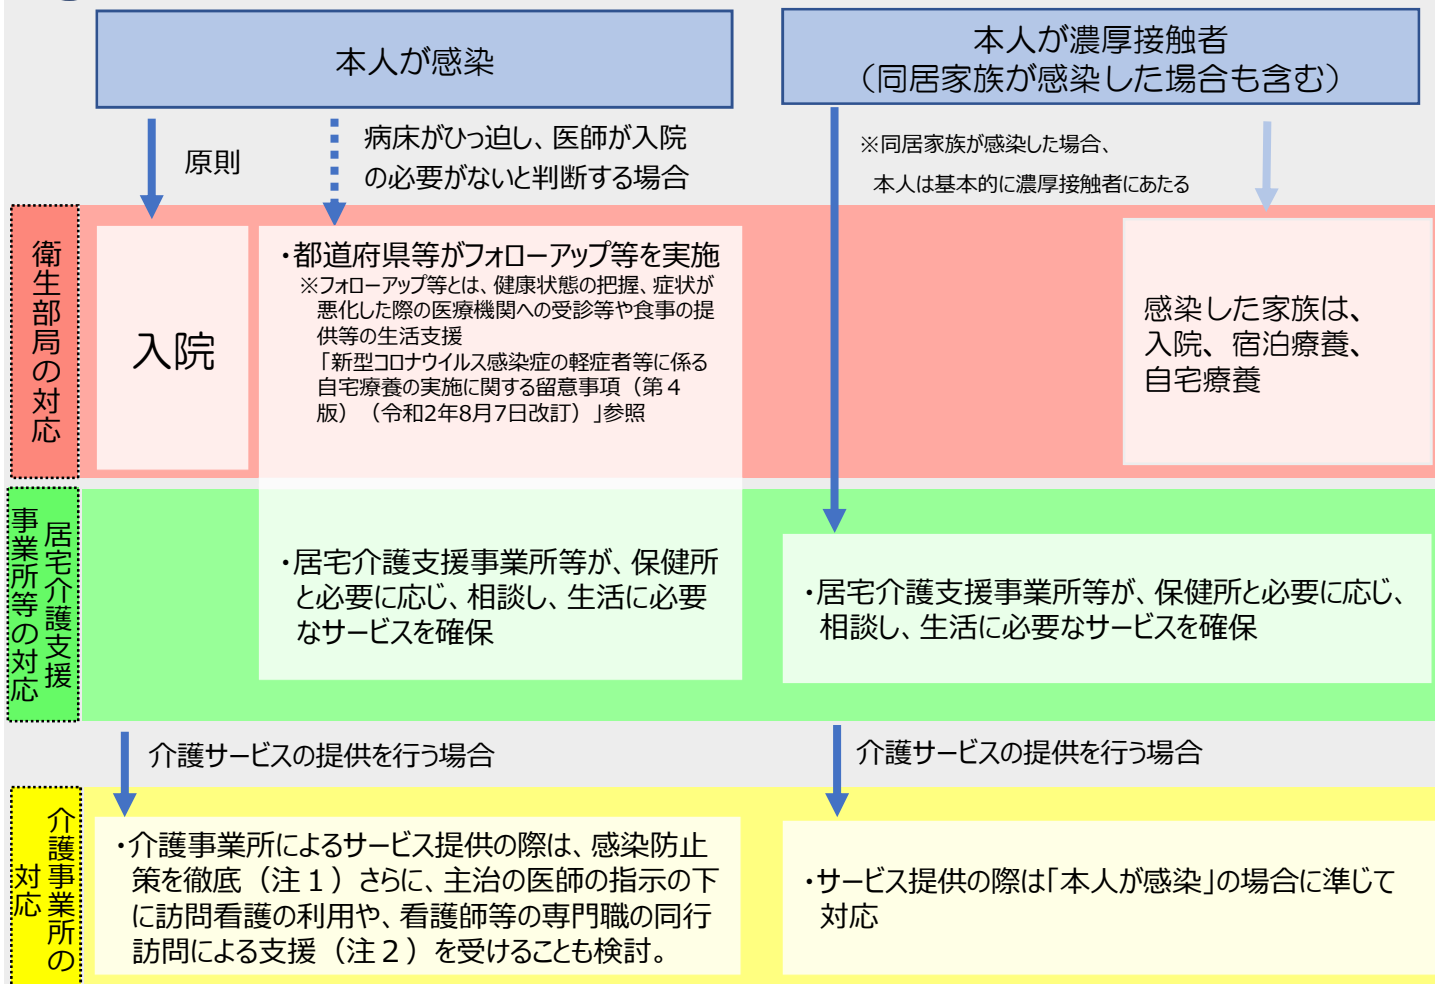 本人が感染
本人が濃厚接触者
（同居家族が感染した場合も含む）
原則
病床がひっ迫し、医師が入院
の必要がないと判断する場合
※同居家族が感染した場合、
本人は基本的に濃厚接触者にあたる
衛生部局の対応
入院
・都道府県等がフォローアップ等を実施
※フォローアップ等とは、健康状態の把握、症状が
悪化した際の医療機関への受診等や食事の提
供等の生活支援
「新型コロナウイルス感染症の軽症者等に係る
自宅療養の実施に関する留意事項（第４
版）（令和2年8月7日改訂）」参照
感染した家族は、
入院、宿泊療養、
自宅療養
居宅介護支援
事業所等の対応
・居宅介護支援事業所等が、保健所
と必要に応じ、相談し、生活に必要
なサービスを確保
・居宅介護支援事業所等が、保健所と必要に応じ、
相談し、生活に必要なサービスを確保
介護サービスの提供を行う場合
介護サービスの提供を行う場合
介護事業所の
対応
・介護事業所によるサービス提供の際は、感染防止
策を徹底（注１）さらに、主治の医師の指示の下
に訪問看護の利用や、看護師等の専門職の同行
訪問による支援（注２）を受けることも検討。
・サービス提供の際は「本人が感染」の場合に準じて
対応